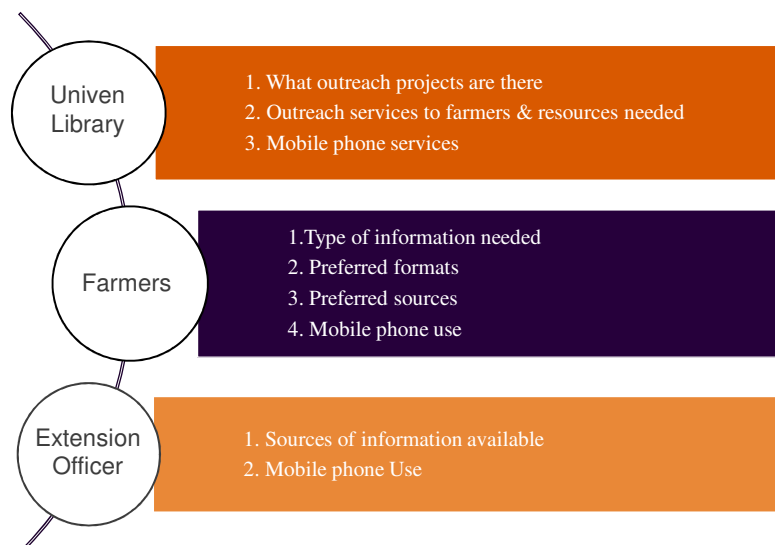 Univen
Library
1. What outreach projects are there
2. Outreach services to farmers & resources needed
3. Mobile phone services
Farmers
1.Type of information needed
2. Preferred formats
3. Preferred sources
4. Mobile phone use
Extension
Officer
1. Sources of information available
2. Mobile phone Use